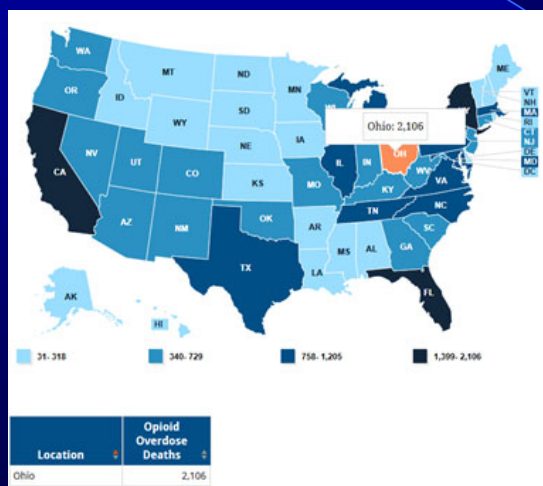 WA
MT
ND
MN
ME
OR
ID
SD
WI
VT
NH
MA
RI
CT
NJ
DE
MD
DC
WY
Ohio: 2,106
NE
IA
NV
UT
CO
IL
IN
OH
WV
VA
CA
KS
MO
KY
AZ
NM
OK
TN
NC
AR
SC
TX
LA
MS
AL
GA
FL
AK
HI
31- 318
340- 729
758- 1,205
1,399- 2,106
Location
Opioid
Overdose
Deaths
Ohio
2,106